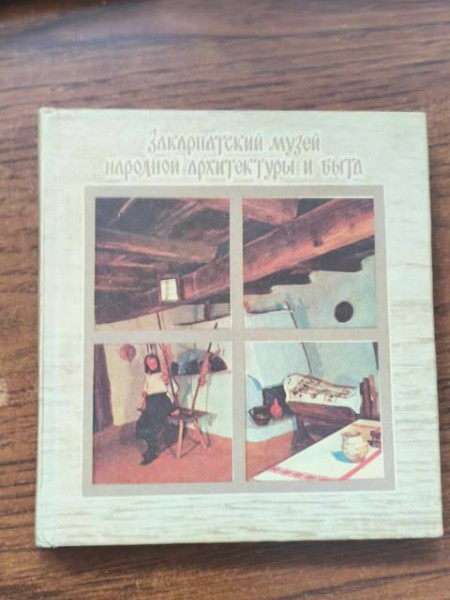 Закарпатский музей
народной архитектуры и быта